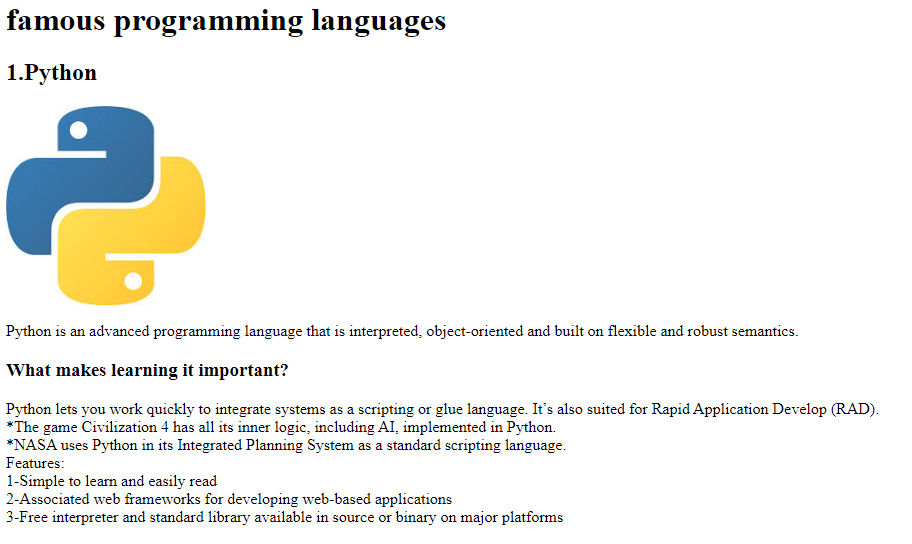 famous programming languages
1.Python
Python is an advanced programming language that is interpreted, object-oriented and built on flexible and robust semantics.
What makes learning it important?
Python lets you work quickly to integrate systems as a scripting or glue language. It’s also suited for Rapid Application Develop (RAD).
*The game Civilization 4 has all its inner logic, including AI, implemented in Python.
*NASA uses Python in its Integrated Planning System as a standard scripting language.
Features:
1-Simple to learn and easily read
2-Associated web frameworks for developing web-based applications
3-Free interpreter and standard library available in source or binary on major platforms